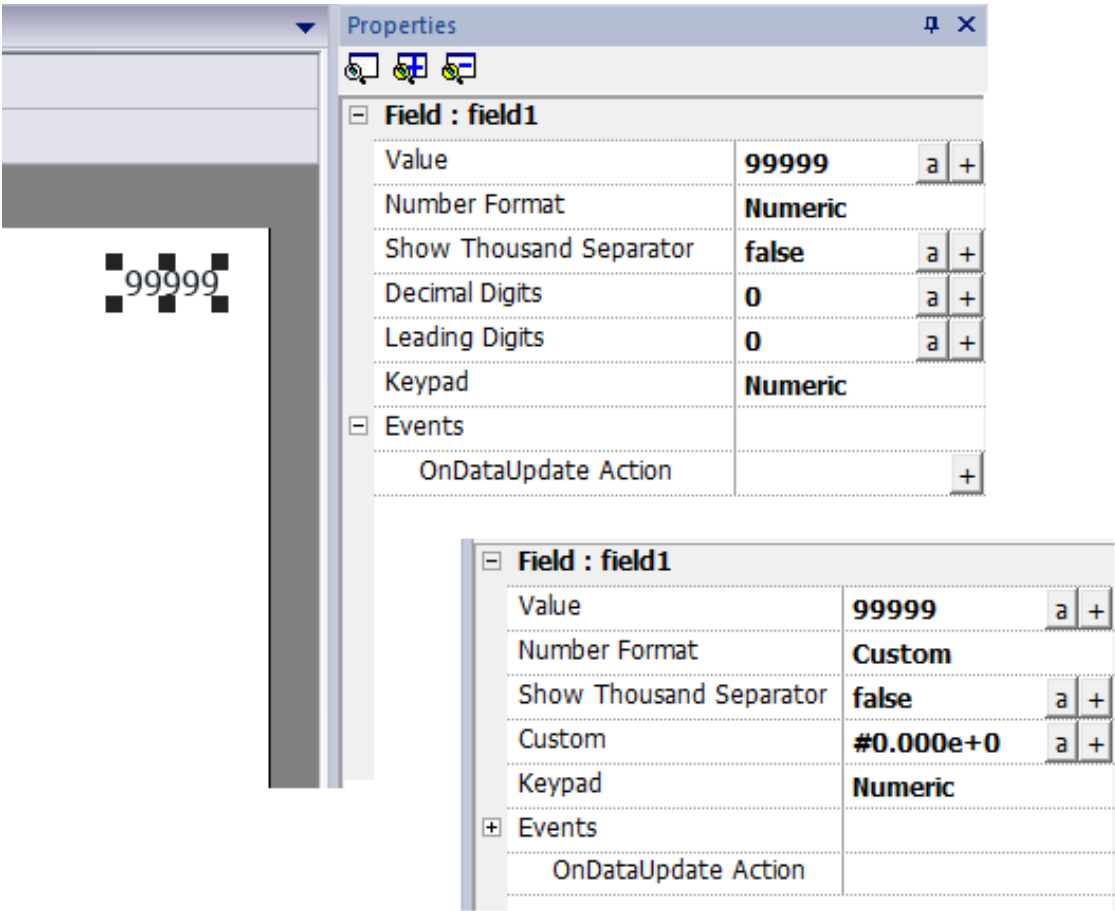 Properties
Field : field1
Value 99999 a +
Number Format Numeric
Show Thousand Separator false a +
99999
Decimal Digits 0 a +
Leading Digits 0 a +
Keypad Numeric
Events
OnDataUpdate Action +
Field : field1
Value 99999 a +
Number Format Custom
Show Thousand Separator false a +
Custom #0.000e+0 a +
Keypad Numeric
Events
OnDataUpdate Action